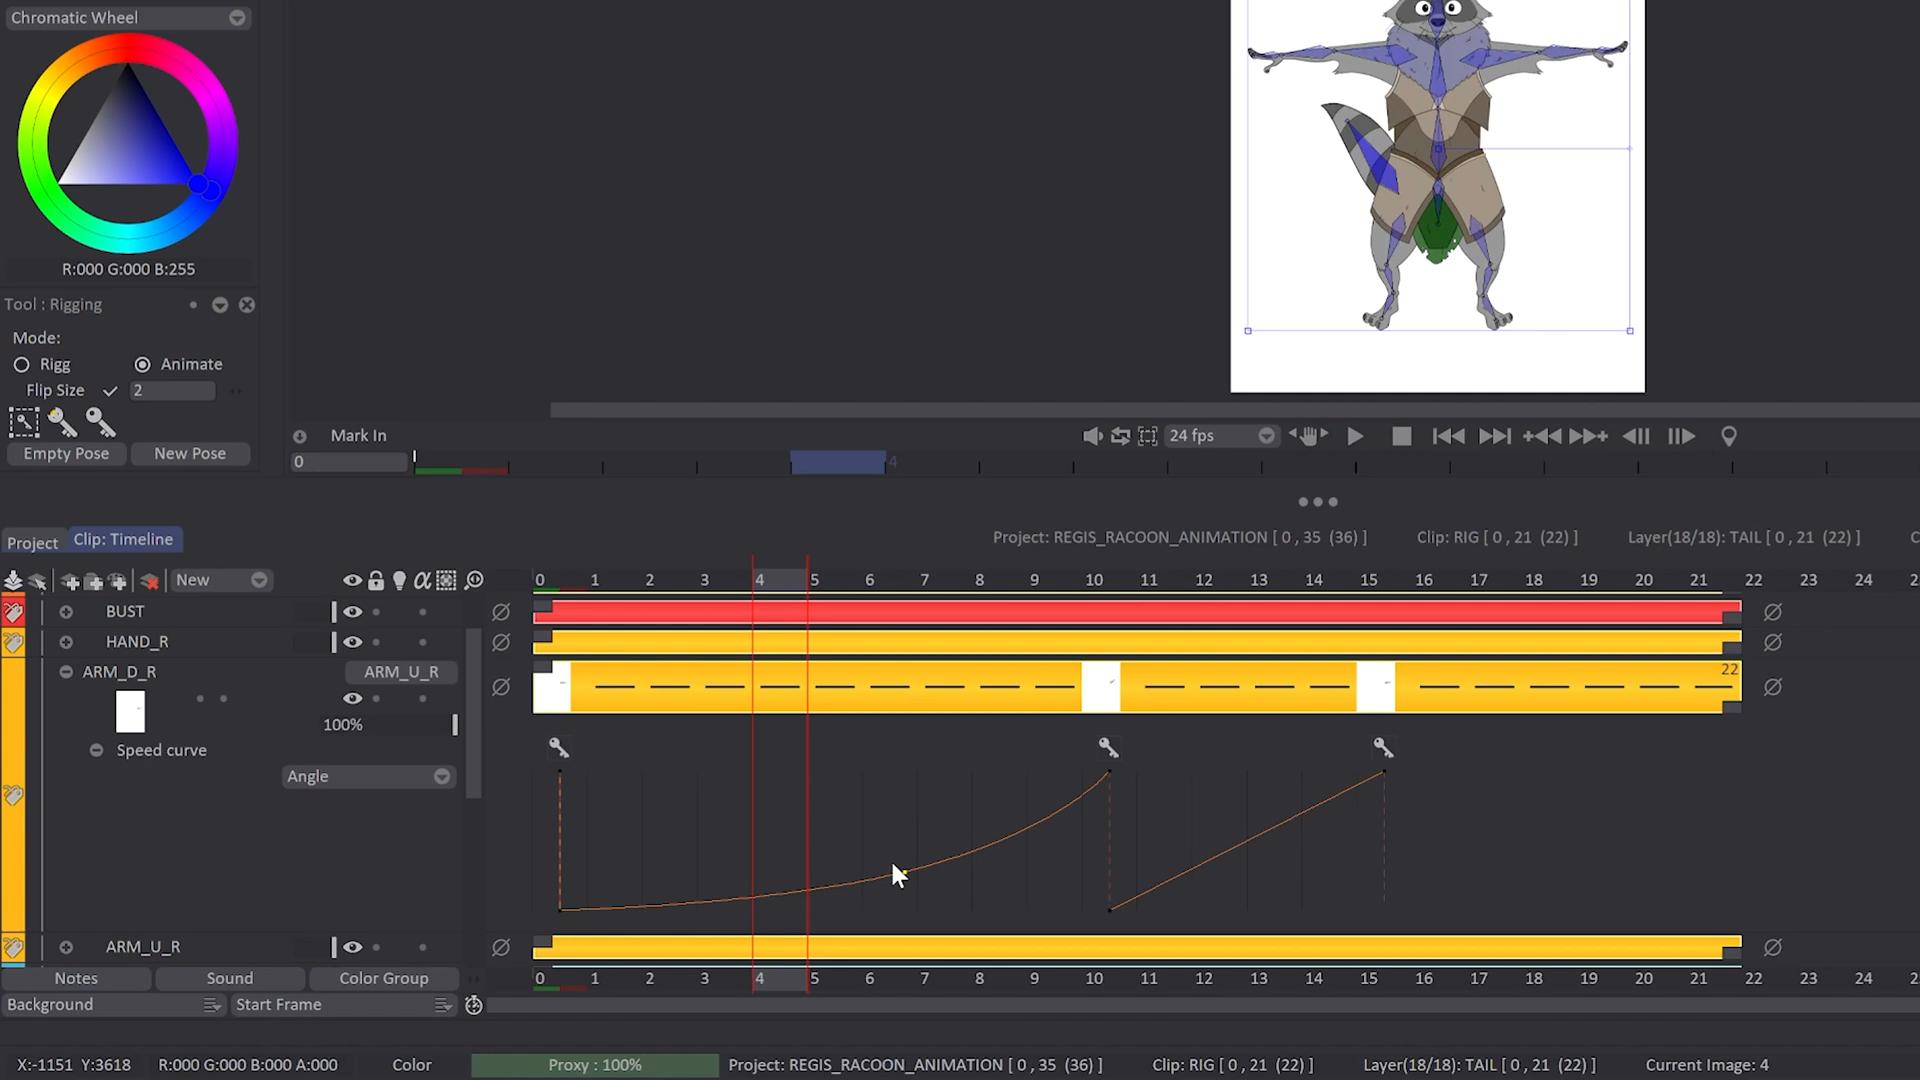 Chromatic Wheel
R:000 G:000 B:255
Tool : Rigging
Mode:
Rigg Animate
Flip Size 2
Empty Pose New Pose
Mark In
0
24 fps
4
Project Clip: Timeline
Project: REGIS_RACOON_ANIMATION [ 0 , 35 (36) ] Clip: RIG [ 0 , 21 (22) ] Layer(18/18): TAIL [ 0 , 21 (22) ] C
New α
0 1 2 3 4 5 6 7 8 9 10 11 12 13 14 15 16 17 18 19 20 21 22 23 24 2
BUST
HAND_R
ARM_D_R ARM_U_R
22
100%
Speed curve
Angle
ARM_U_R
Notes Sound Color Group
0 1 2 3 4 5 6 7 8 9 10 11 12 13 14 15 16 17 18 19 20 21 22 23 24 2
Background Start Frame
X:-1151 Y:3618 R:000 G:000 B:000 A:000 Color Proxy : 100% Project: REGIS_RACOON_ANIMATION [ 0 , 35 (36) ] Clip: RIG [ 0 , 21 (22) ] Layer(18/18): TAIL [ 0 , 21 (22) ] Current Image: 4